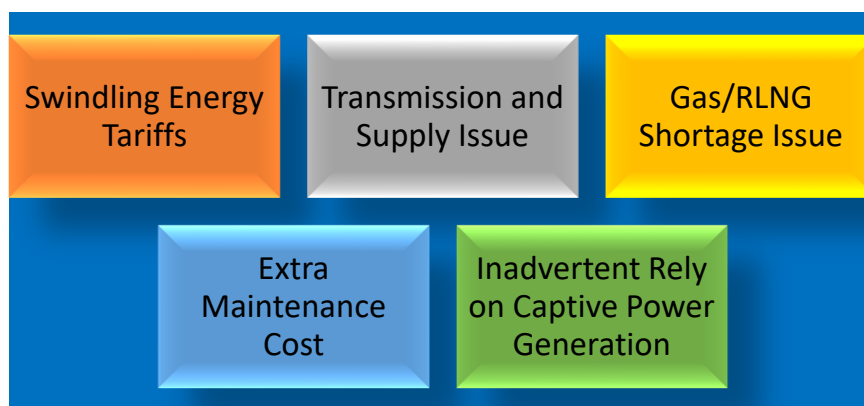 Swindling Energy
Tariffs
Transmission and
Supply Issue
Gas/RLNG
Shortage Issue
Extra
Maintenance
Cost
Inadvertent Rely
on Captive Power
Generation